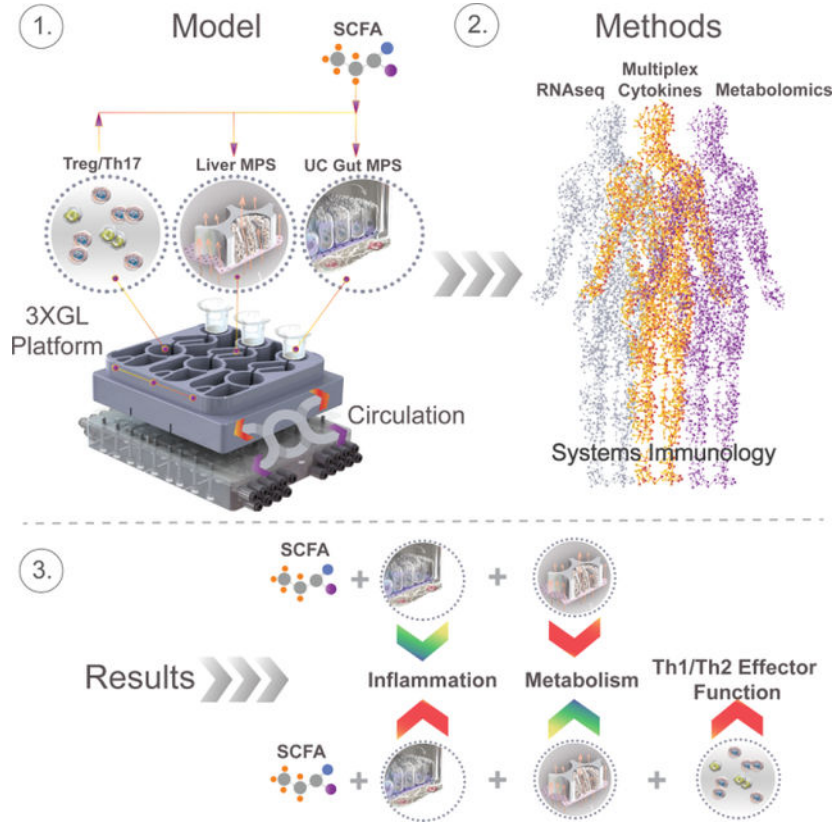 1.
Model
SCFA
2.
Methods
RNAseq
Multiplex
Cytokines
Metabolomics
Treg/Th17
Liver MPS
UC Gut MPS
3XGL
Platform
Circulation
Systems Immunology
3.
SCFA
Results
Inflammation
Metabolism
Th1/Th2 Effector
Function
SCFA